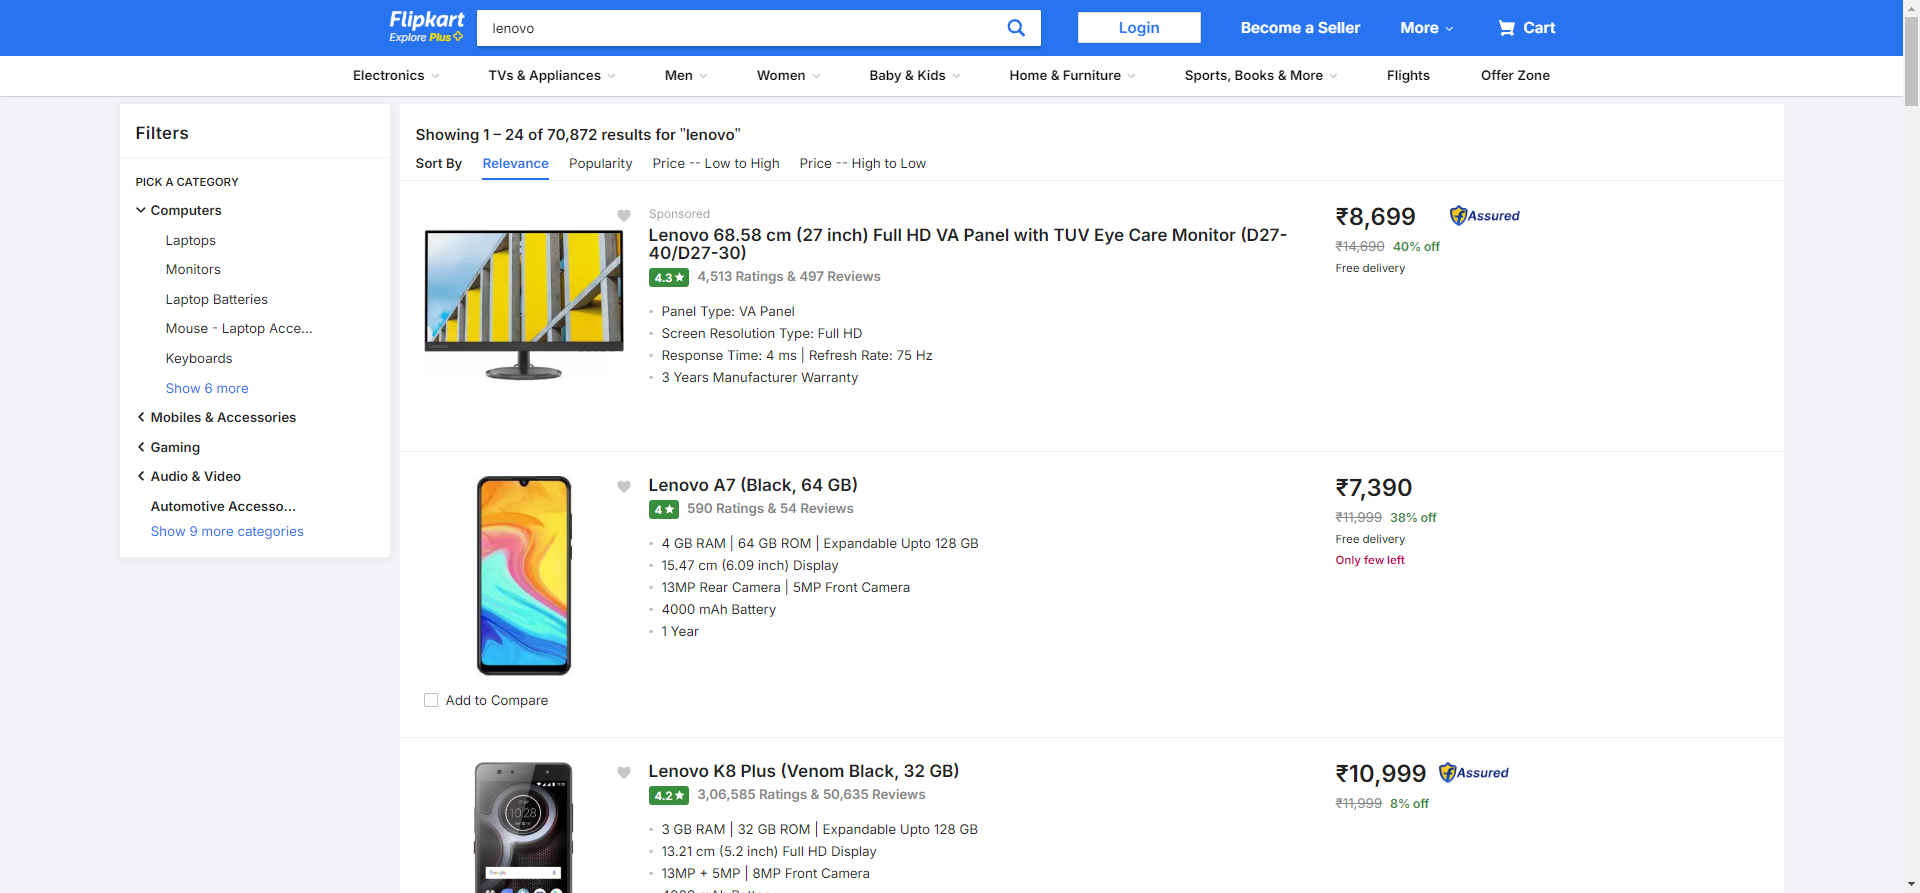 Flipkart
Explore Plus
lenovo
Login
Become a Seller
More
Cart
Electronics
TVs & Appliances
Men
Women
Baby & Kids
Home & Furniture
Sports, Books & More
Flights
Offer Zone
Filters
PICK A CATEGORY
Computers
Laptops
Monitors
Laptop Batteries
Mouse - Laptop Acce...
Keyboards
Show 6 more
Mobiles & Accessories
Gaming
Audio & Video
Automotive Accesso...
Show 9 more categories
Showing 1 – 24 of 70,872 results for "lenovo"
Sort By
Relevance
Popularity
Price -- Low to High
Price -- High to Low
Sponsored
Lenovo 68.58 cm (27 inch) Full HD VA Panel with TUV Eye Care Monitor (D27-
40/D27-30)
4.3★ 4,513 Ratings & 497 Reviews
Panel Type: VA Panel
Screen Resolution Type: Full HD
Response Time: 4 ms | Refresh Rate: 75 Hz
3 Years Manufacturer Warranty
₹8,699
Assured
₹14,690 40% off
Free delivery
Lenovo A7 (Black, 64 GB)
4★ 590 Ratings & 54 Reviews
4 GB RAM | 64 GB ROM | Expandable Upto 128 GB
15.47 cm (6.09 inch) Display
13MP Rear Camera | 5MP Front Camera
4000 mAh Battery
1 Year
Add to Compare
₹7,390
₹11,999 38% off
Free delivery
Only few left
10:28
Google
Lenovo K8 Plus (Venom Black, 32 GB)
4.2★ 3,06,585 Ratings & 50,635 Reviews
3 GB RAM | 32 GB ROM | Expandable Upto 128 GB
13.21 cm (5.2 inch) Full HD Display
13MP + 5MP | 8MP Front Camera
₹10,999
Assured
₹11,999 8% off